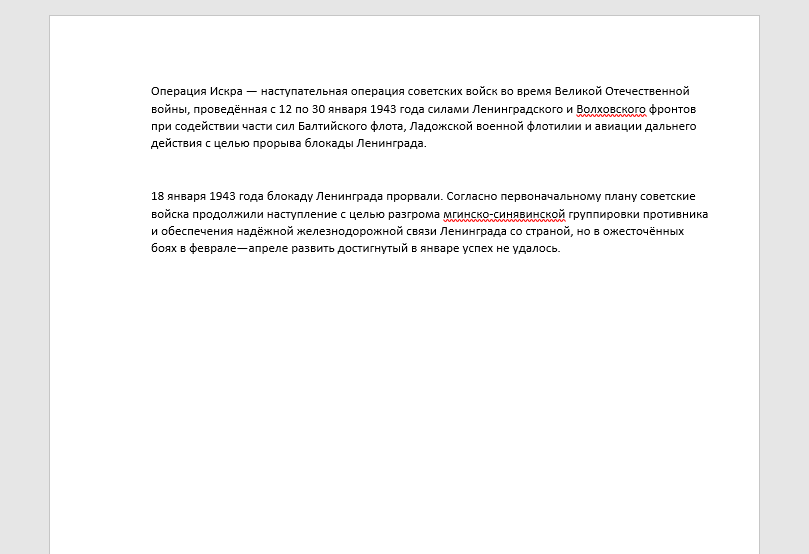 Операция Искра — наступательная операция советских войск во время Великой Отечественной
войны, проведённая с 12 по 30 января 1943 года силами Ленинградского и Волховского фронтов
при содействии части сил Балтийского флота, Ладожской военной флотилии и авиации дальнего
действия с целью прорыва блокады Ленинграда.
18 января 1943 года блокаду Ленинграда прорвали. Согласно первоначальному плану советские
войска продолжили наступление с целью разгрома мгинско-синявинской группировки противника
и обеспечения надёжной железнодорожной связи Ленинграда со страной, но в ожесточённых
боях в феврале—апреле развить достигнутый в январе успех не удалось.